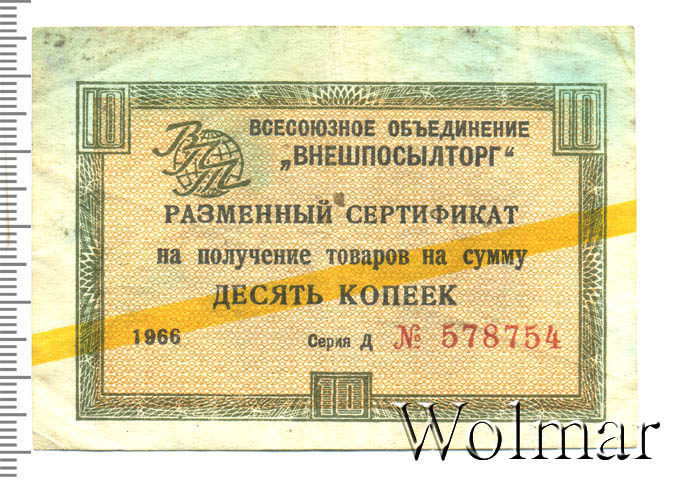 10 10
ВПТ
ВСЕСОЮЗНОЕ ОБЪЕДИНЕНИЕ
„ВНЕШПОСЫЛТОРГ“
РАЗМЕННЫЙ СЕРТИФИКАТ
на получение товаров на сумму
ДЕСЯТЬ КОПЕЕК
1966 Серия Д № 578754
10
Wolmar